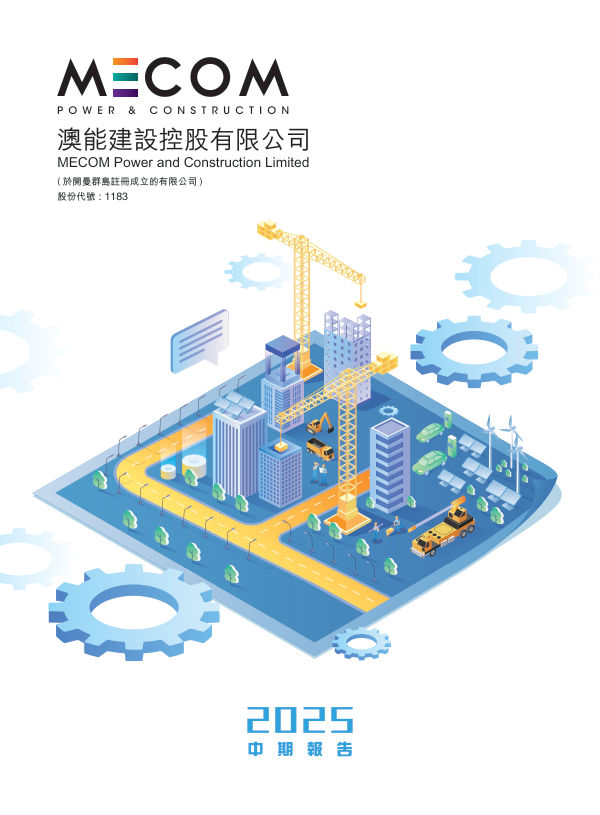 MECOM
POWER & CONSTRUCTION
澳能建設控股有限公司
MECOM Power and Construction Limited
(於開曼群島註冊成立的有限公司)
股份代號：1183
2025
中期報告